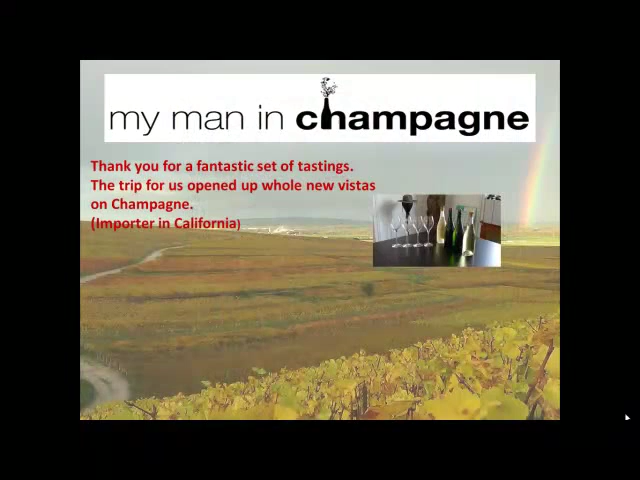 my man in champagne
Thank you for a fantastic set of tastings.
The trip for us opened up whole new vistas
on Champagne.
(Importer in California)